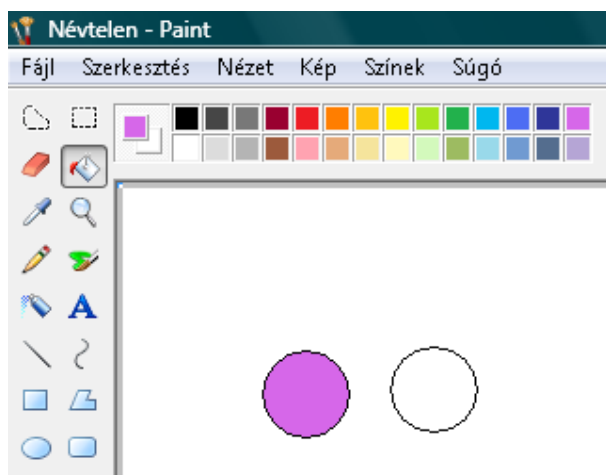 Névtelen - Paint
Fájl Szerkesztés Nézet Kép Színek Súgó
A